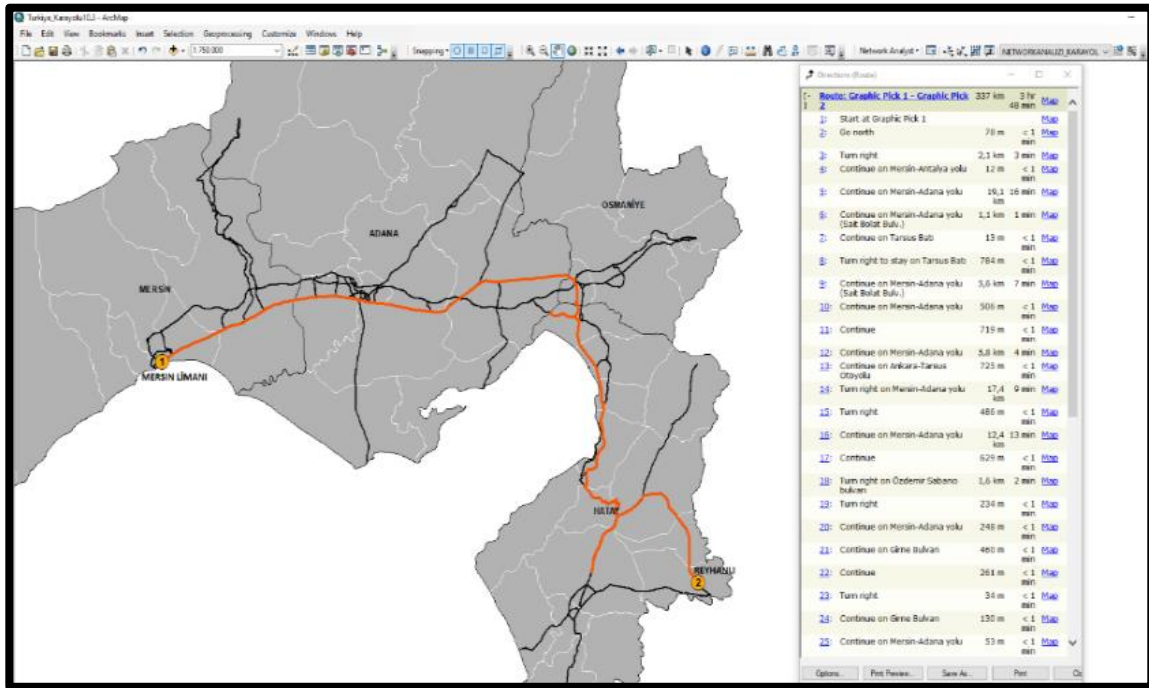 Turkiye_Karayolu10.3 - ArcMap
File Edit View Bookmarks Insert Selection Geoprocessing Customize Windows Help
1:750.000
Snapping
Network Analyst
NETWORKANALIZI_KARAYOL
OSMANİYE
ADANA
MERSİN
1
MERSİN LİMANI
HATAY
REYHANLI
2
Directions (Route)
[-] Route: Graphic Pick 1 - Graphic Pick 2 337 km 3 hr 48 min Map
1: Start at Graphic Pick 1 Map
2: Go north 78 m < 1 min Map
3: Turn right 2,1 km 3 min Map
4: Continue on Mersin-Antalya yolu 12 m < 1 min Map
5: Continue on Mersin-Adana yolu 19,1 km 16 min Map
6: Continue on Mersin-Adana yolu (Sait Bolat Bulv.) 1,1 km 1 min Map
7: Continue on Tarsus Batı 13 m < 1 min Map
8: Turn right to stay on Tarsus Batı 784 m < 1 min Map
9: Continue on Mersin-Adana yolu (Sait Bolat Bulv.) 5,6 km 7 min Map
10: Continue on Mersin-Adana yolu 506 m < 1 min Map
11: Continue 719 m < 1 min Map
12: Continue on Mersin-Adana yolu 5,8 km 4 min Map
13: Continue on Ankara-Tarsus Otoyolu 725 m < 1 min Map
14: Turn right on Mersin-Adana yolu 17,4 km 9 min Map
15: Turn right 486 m < 1 min Map
16: Continue on Mersin-Adana yolu 12,4 km 13 min Map
17: Continue 629 m < 1 min Map
18: Turn right on Özdemir Sabancı bulvarı 1,6 km 2 min Map
19: Turn right 234 m < 1 min Map
20: Continue on Mersin-Adana yolu 248 m < 1 min Map
21: Continue on Girne Bulvarı 460 m < 1 min Map
22: Continue 261 m < 1 min Map
23: Turn right 34 m < 1 min Map
24: Continue on Girne Bulvarı 130 m < 1 min Map
25: Continue on Mersin-Adana yolu 53 m < 1 min Map
Options... Print Preview... Save As... Print